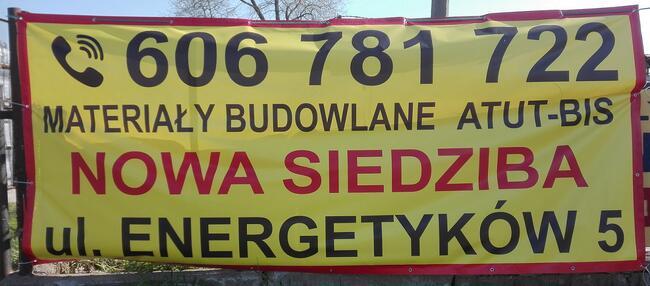 606 781 722
MATERIAŁY BUDOWLANE ATUT-BIS
NOWA SIEDZIBA
ul. ENERGETYKÓW 5